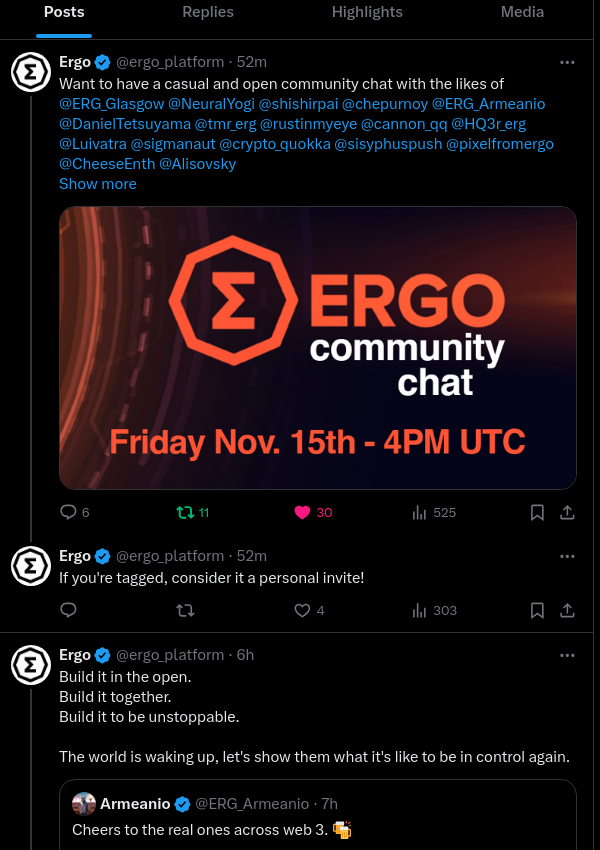 Posts Replies Highlights Media
Ergo @ergo_platform · 52m
Want to have a casual and open community chat with the likes of
@ERG_Glasgow @NeuralYogi @shishirpai @chepurnoy @ERG_Armeanio
@DanielTetsuyama @tmr_erg @rustinmyeye @cannon_qq @HQ3r_erg
@Luivatra @sigmanaut @crypto_quokka @sisyphuspush @pixelfromergo
@CheeseEnth @Alisovsky
Show more
Σ ERGO
community
chat
Friday Nov. 15th - 4PM UTC
6 11 30 525
Ergo @ergo_platform · 52m
If you're tagged, consider it a personal invite!
4 303
Ergo @ergo_platform · 6h
Build it in the open.
Build it together.
Build it to be unstoppable.
The world is waking up, let's show them what it's like to be in control again.
Armeanio @ERG_Armeanio · 7h
Cheers to the real ones across web 3. 🍻